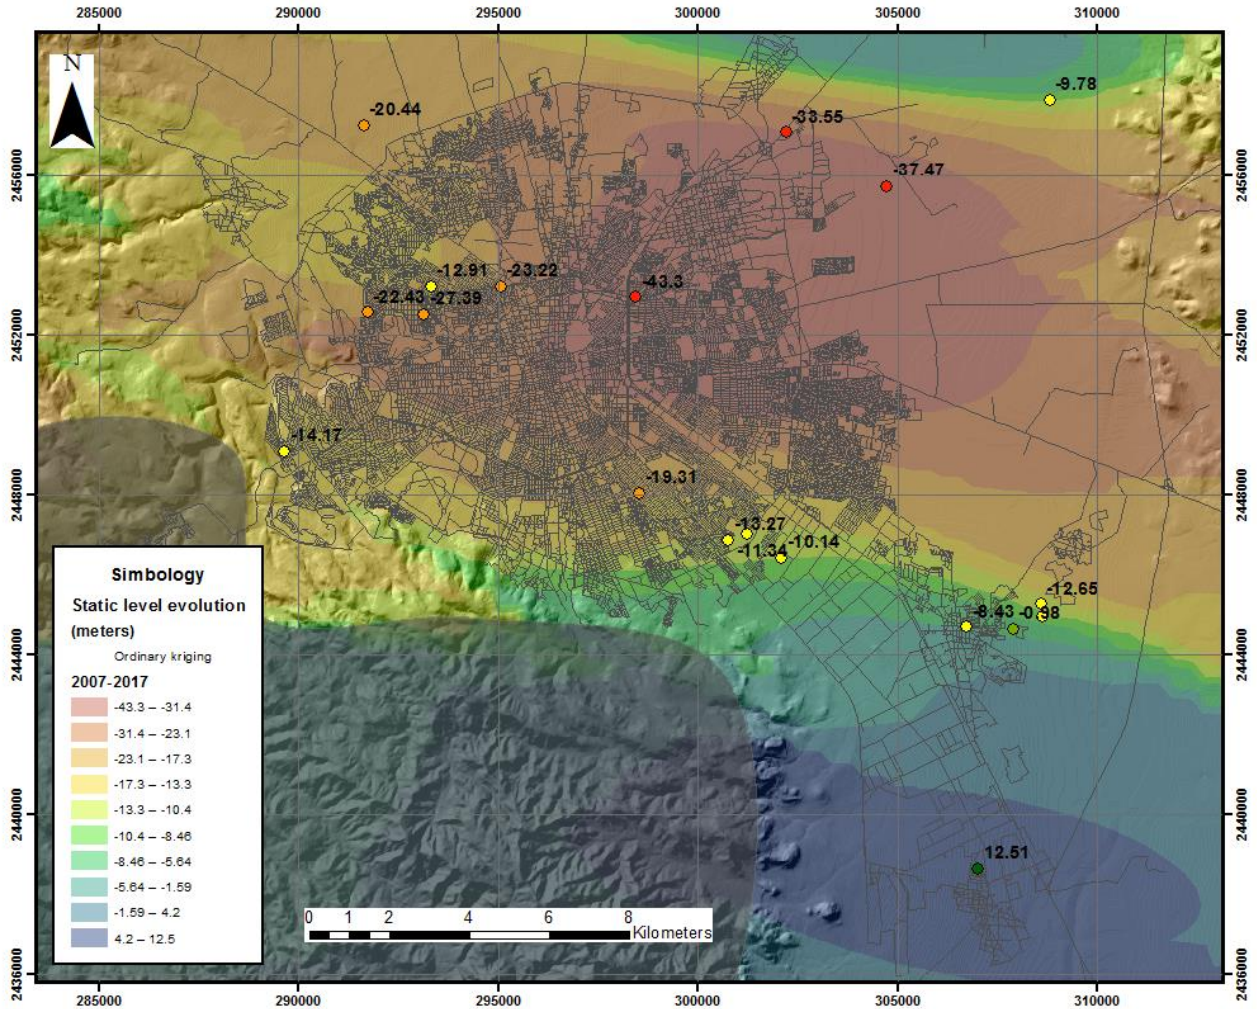 285000 290000 295000 300000 305000 310000
N
-9.78
-20.44
-33.55
2456000 2456000
-37.47
-12.91 -23.22
-43.3
-22.43 -27.39
2452000 2452000
-14.17
-19.31
2448000 2448000
-13.27
-11.34 -10.14
Simbology
Static level evolution
(meters)
Ordinary kriging
2007-2017
-43.3 – -31.4
-31.4 – -23.1
-23.1 – -17.3
-17.3 – -13.3
-13.3 – -10.4
-10.4 – -8.46
-8.46 – -5.64
-5.64 – -1.59
-1.59 – 4.2
4.2 – 12.5
-12.65
-8.43 -0.98
2444000 2444000
2440000 2440000
12.51
0 1 2 4 6 8
Kilometers
2436000 2436000
285000 290000 295000 300000 305000 310000